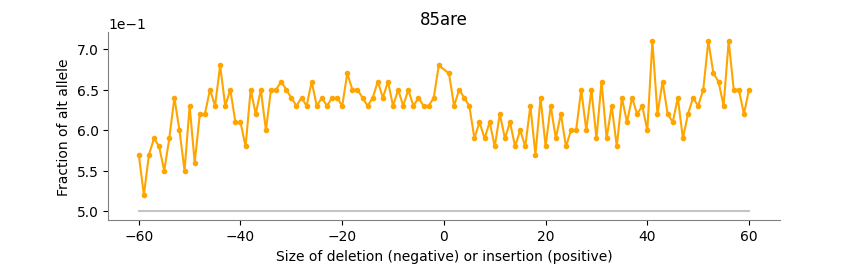 85are
1e−1
7.0
6.5
6.0
5.5
5.0
Fraction of alt allele
−60 −40 −20 0 20 40 60
Size of deletion (negative) or insertion (positive)